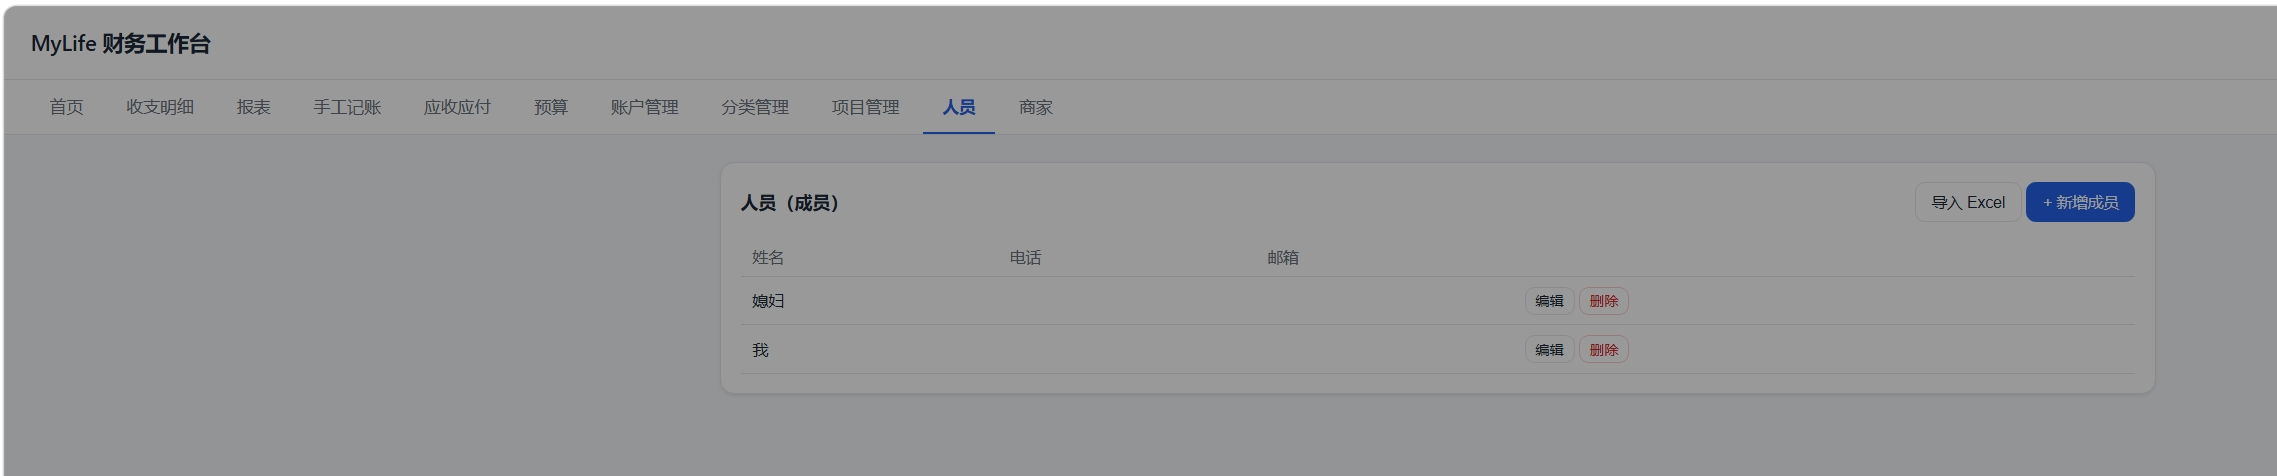 MyLife 财务工作台
首页 收支明细 报表 手工记账 应收应付 预算 账户管理 分类管理 项目管理 人员 商家
人员（成员） 导入 Excel + 新增成员
姓名 电话 邮箱
媳妇 编辑 删除
我 编辑 删除